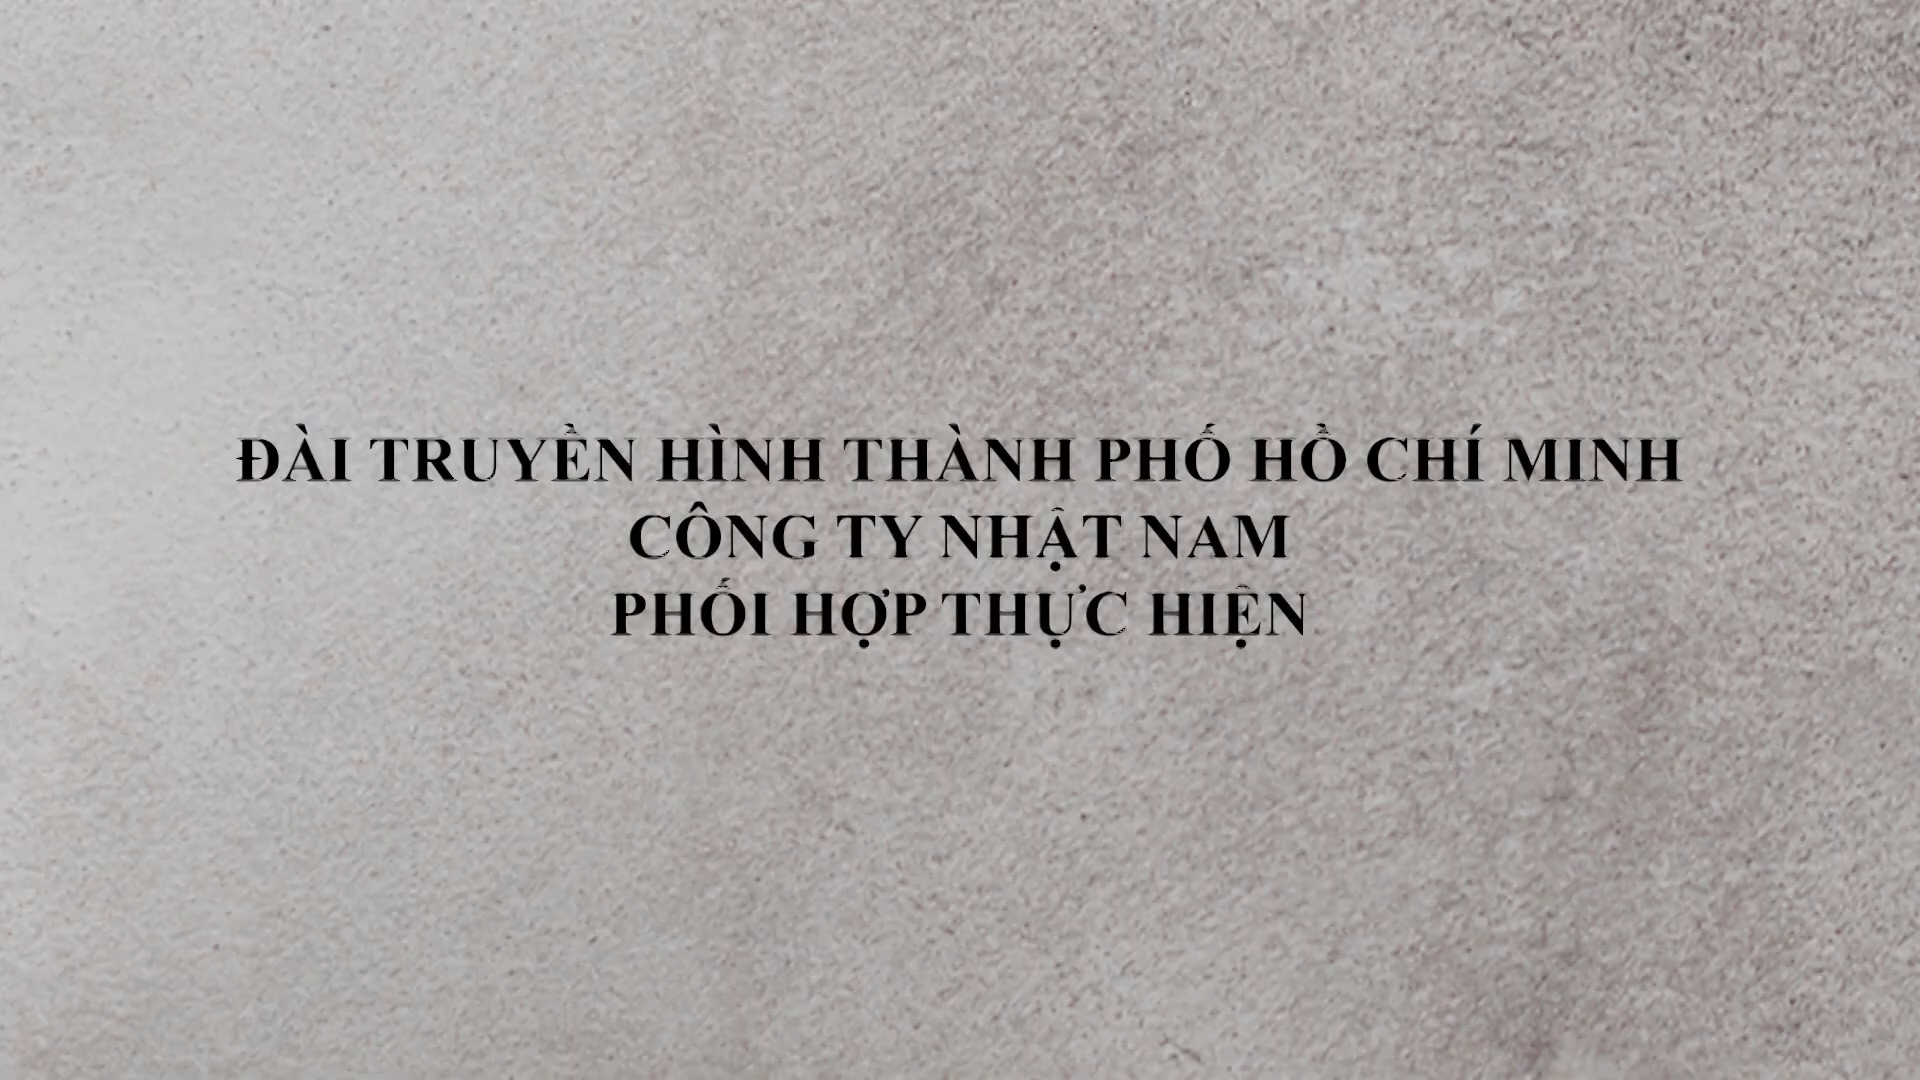 ĐÀI TRUYỀN HÌNH THÀNH PHỐ HỒ CHÍ MINH
CÔNG TY NHẬT NAM
PHỐI HỢP THỰC HIỆN